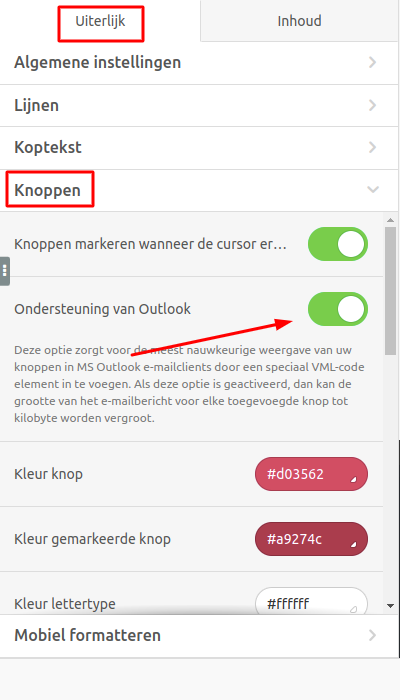 Uiterlijk
Inhoud
Algemene instellingen
Lijnen
Koptekst
Knoppen
Knoppen markeren wanneer de cursor er…
Ondersteuning van Outlook
Deze optie zorgt voor de meest nauwkeurige weergave van uw
knoppen in MS Outlook e-mailclients door een speciaal VML-code
element in te voegen. Als deze optie is geactiveerd, dan kan de
grootte van het e-mailbericht voor elke toegevoegde knop tot
kilobyte worden vergroot.
Kleur knop
#d03562
Kleur gemarkeerde knop
#a9274c
Kleur lettertype
#ffffff
Mobiel formatteren